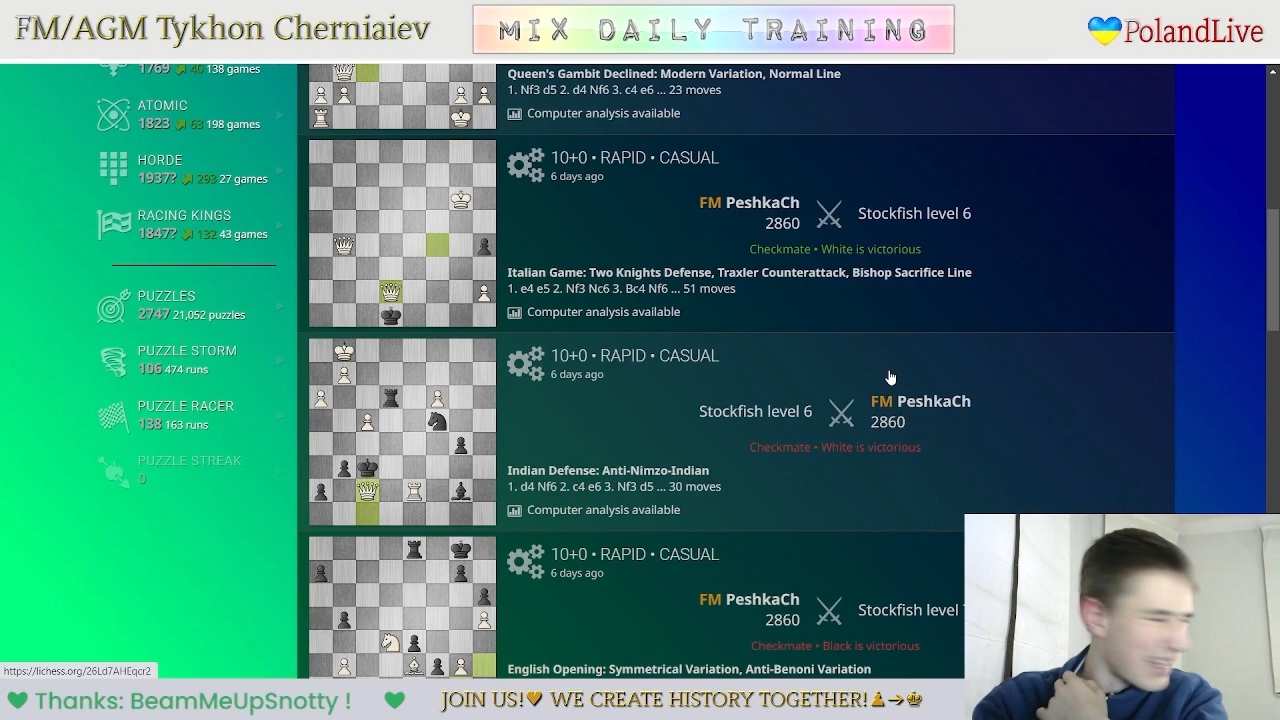 FM/AGM Tykhon Cherniaiev
MIX DAILY TRAINING
PolandLive
1769 40 138 games
ATOMIC
1823 63 198 games
HORDE
1937? 293 27 games
RACING KINGS
1847? 132 43 games
PUZZLES
2747 21,052 puzzles
PUZZLE STORM
106 474 runs
PUZZLE RACER
138 163 runs
PUZZLE STREAK
0
Queen's Gambit Declined: Modern Variation, Normal Line
1. Nf3 d5 2. d4 Nf6 3. c4 e6 ... 23 moves
Computer analysis available
10+0 • RAPID • CASUAL
6 days ago
FM PeshkaCh
2860
Stockfish level 6
Checkmate • White is victorious
Italian Game: Two Knights Defense, Traxler Counterattack, Bishop Sacrifice Line
1. e4 e5 2. Nf3 Nc6 3. Bc4 Nf6 ... 51 moves
Computer analysis available
10+0 • RAPID • CASUAL
6 days ago
Stockfish level 6
FM PeshkaCh
2860
Checkmate • White is victorious
Indian Defense: Anti-Nimzo-Indian
1. d4 Nf6 2. c4 e6 3. Nf3 d5 ... 30 moves
Computer analysis available
10+0 • RAPID • CASUAL
6 days ago
FM PeshkaCh
2860
Stockfish level
Checkmate • Black is victorious
English Opening: Symmetrical Variation, Anti-Benoni Variation
https://lichess.org/26Ld7AHEqcr2
Thanks: BeamMeUpSnotty !
JOIN US! WE CREATE HISTORY TOGETHER!